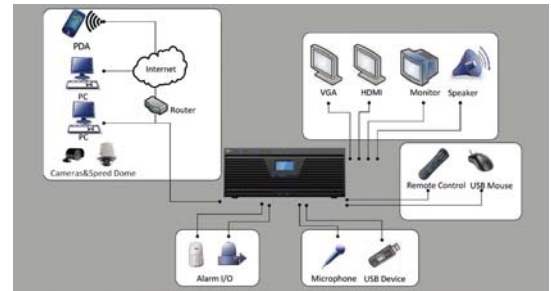 PDA
Internet
PC
Router
PC
Cameras&Speed Dome
VGA HDMI Monitor Speaker
Remote Control USB Mouse
Alarm I/O
Microphone USB Device